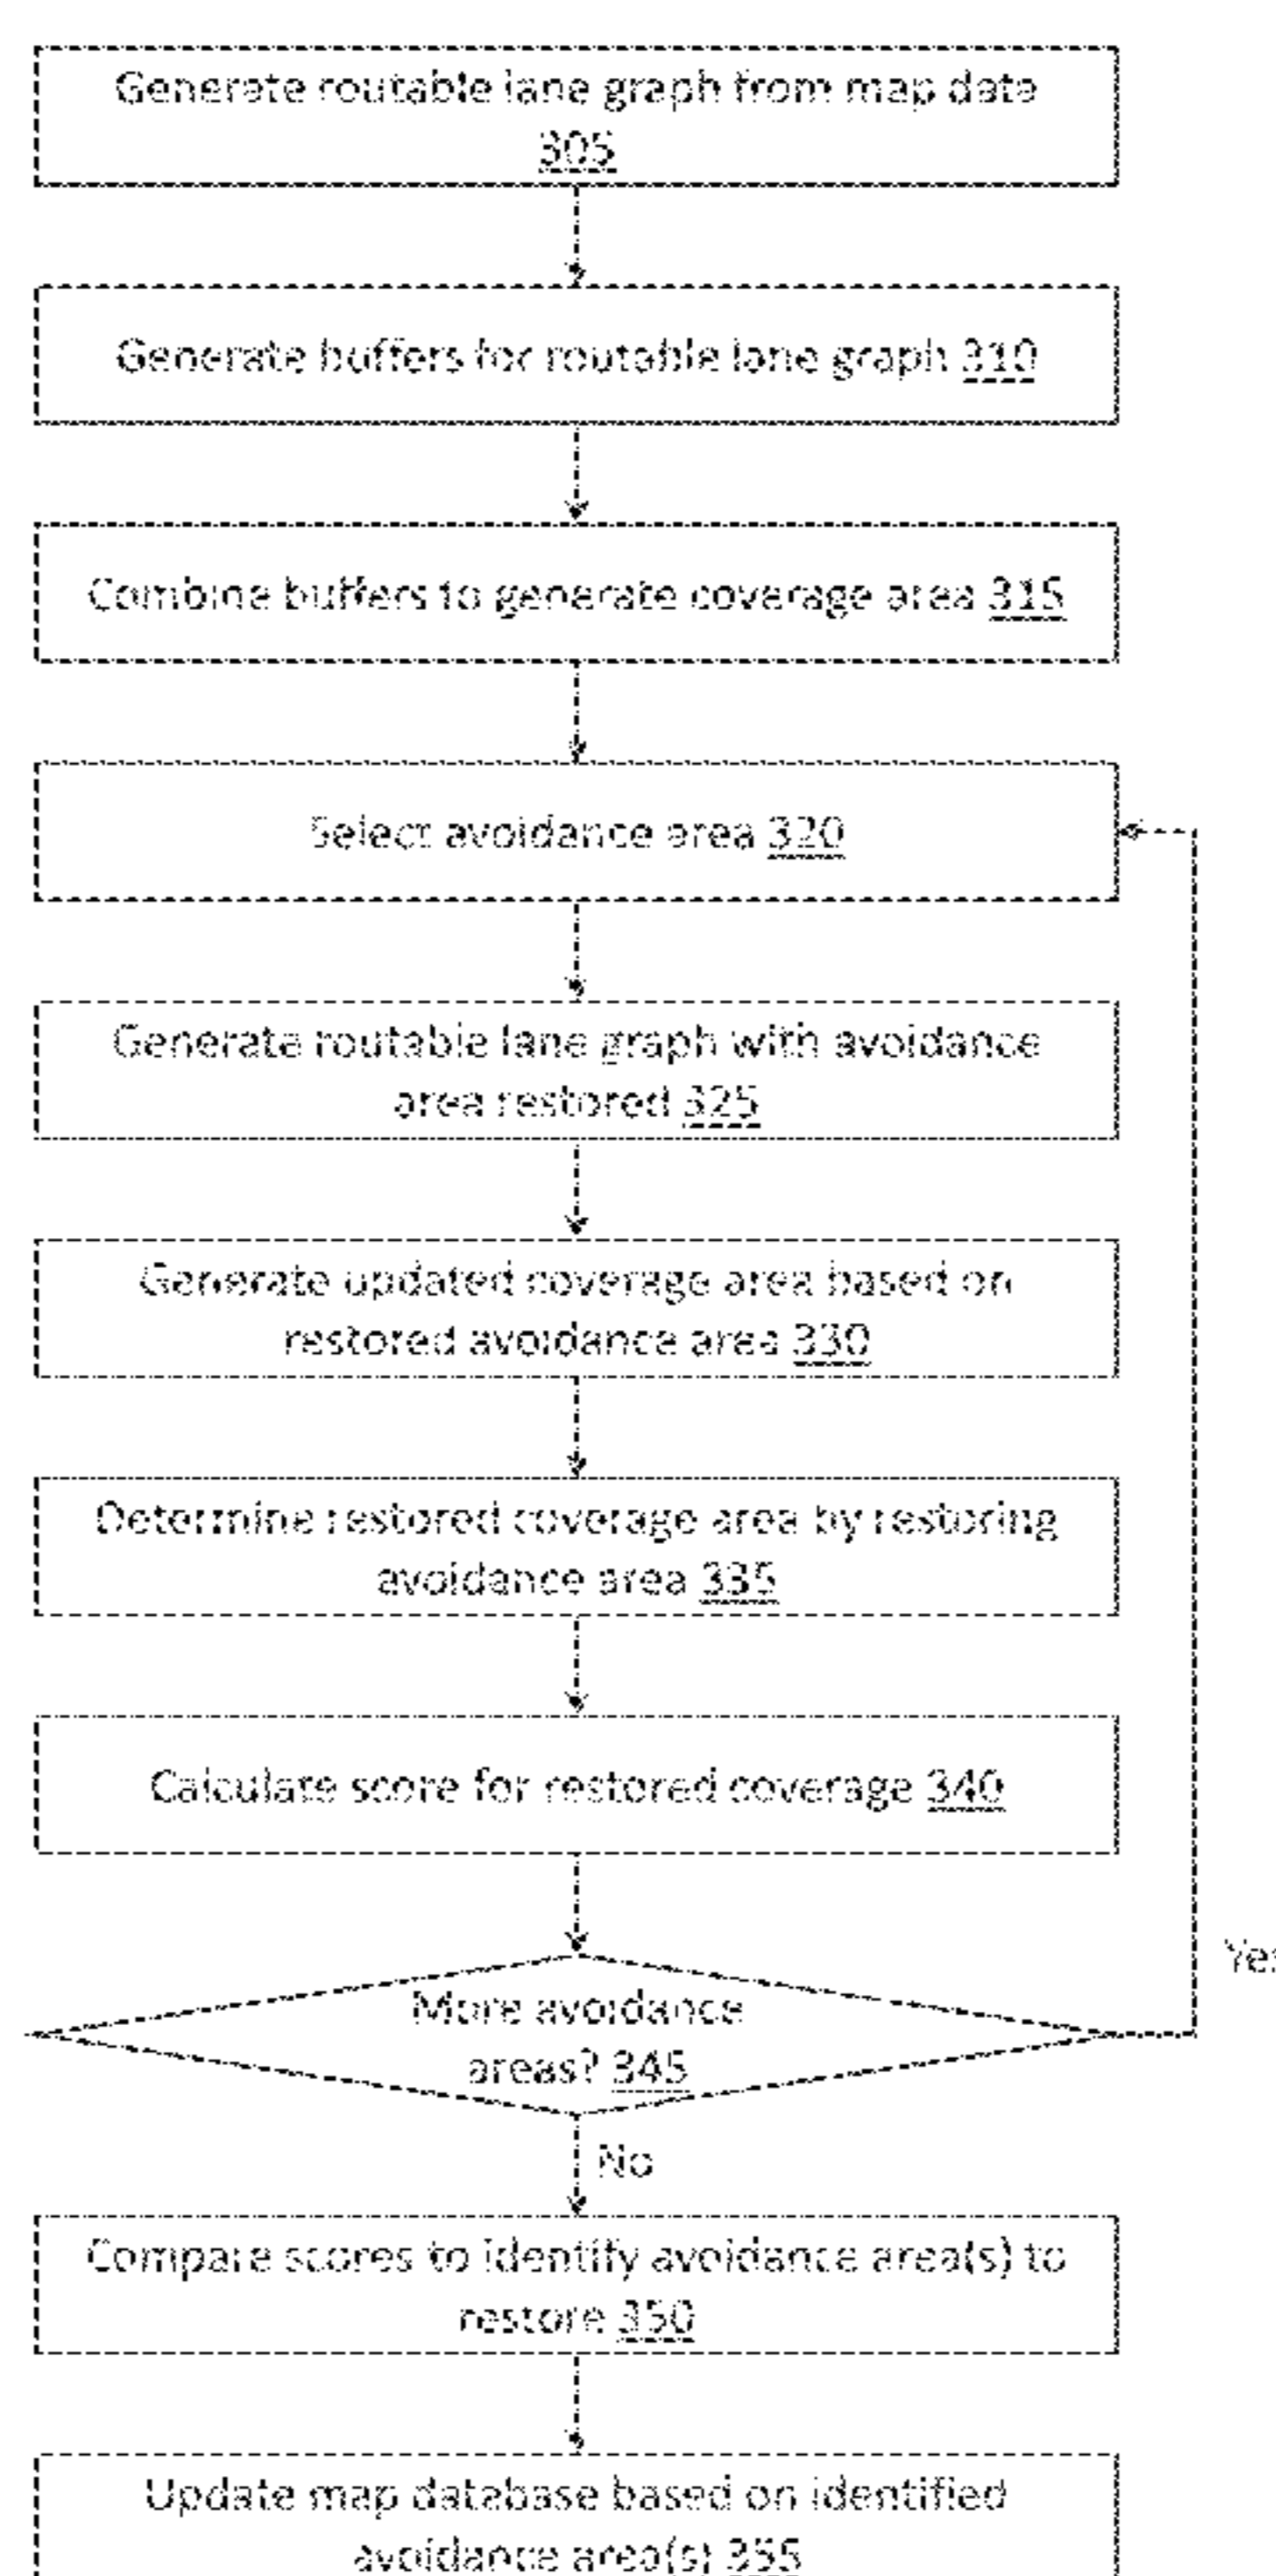 Generate routable lane graph from map data
305
Generate buffers for routable lane graph 310
Combine buffers to generate coverage area 315
Select avoidance area 320
Generate routable lane graph with avoidance
area restored 325
Generate updated coverage area based on
restored avoidance area 330
Determine restored coverage area by restoring
avoidance area 335
Calculate score for restored coverage 340
Yes
More avoidance
areas? 345
No
Compare scores to identify avoidance area(s) to
restore 350
Update map database based on identified
avoidance area(s) 355